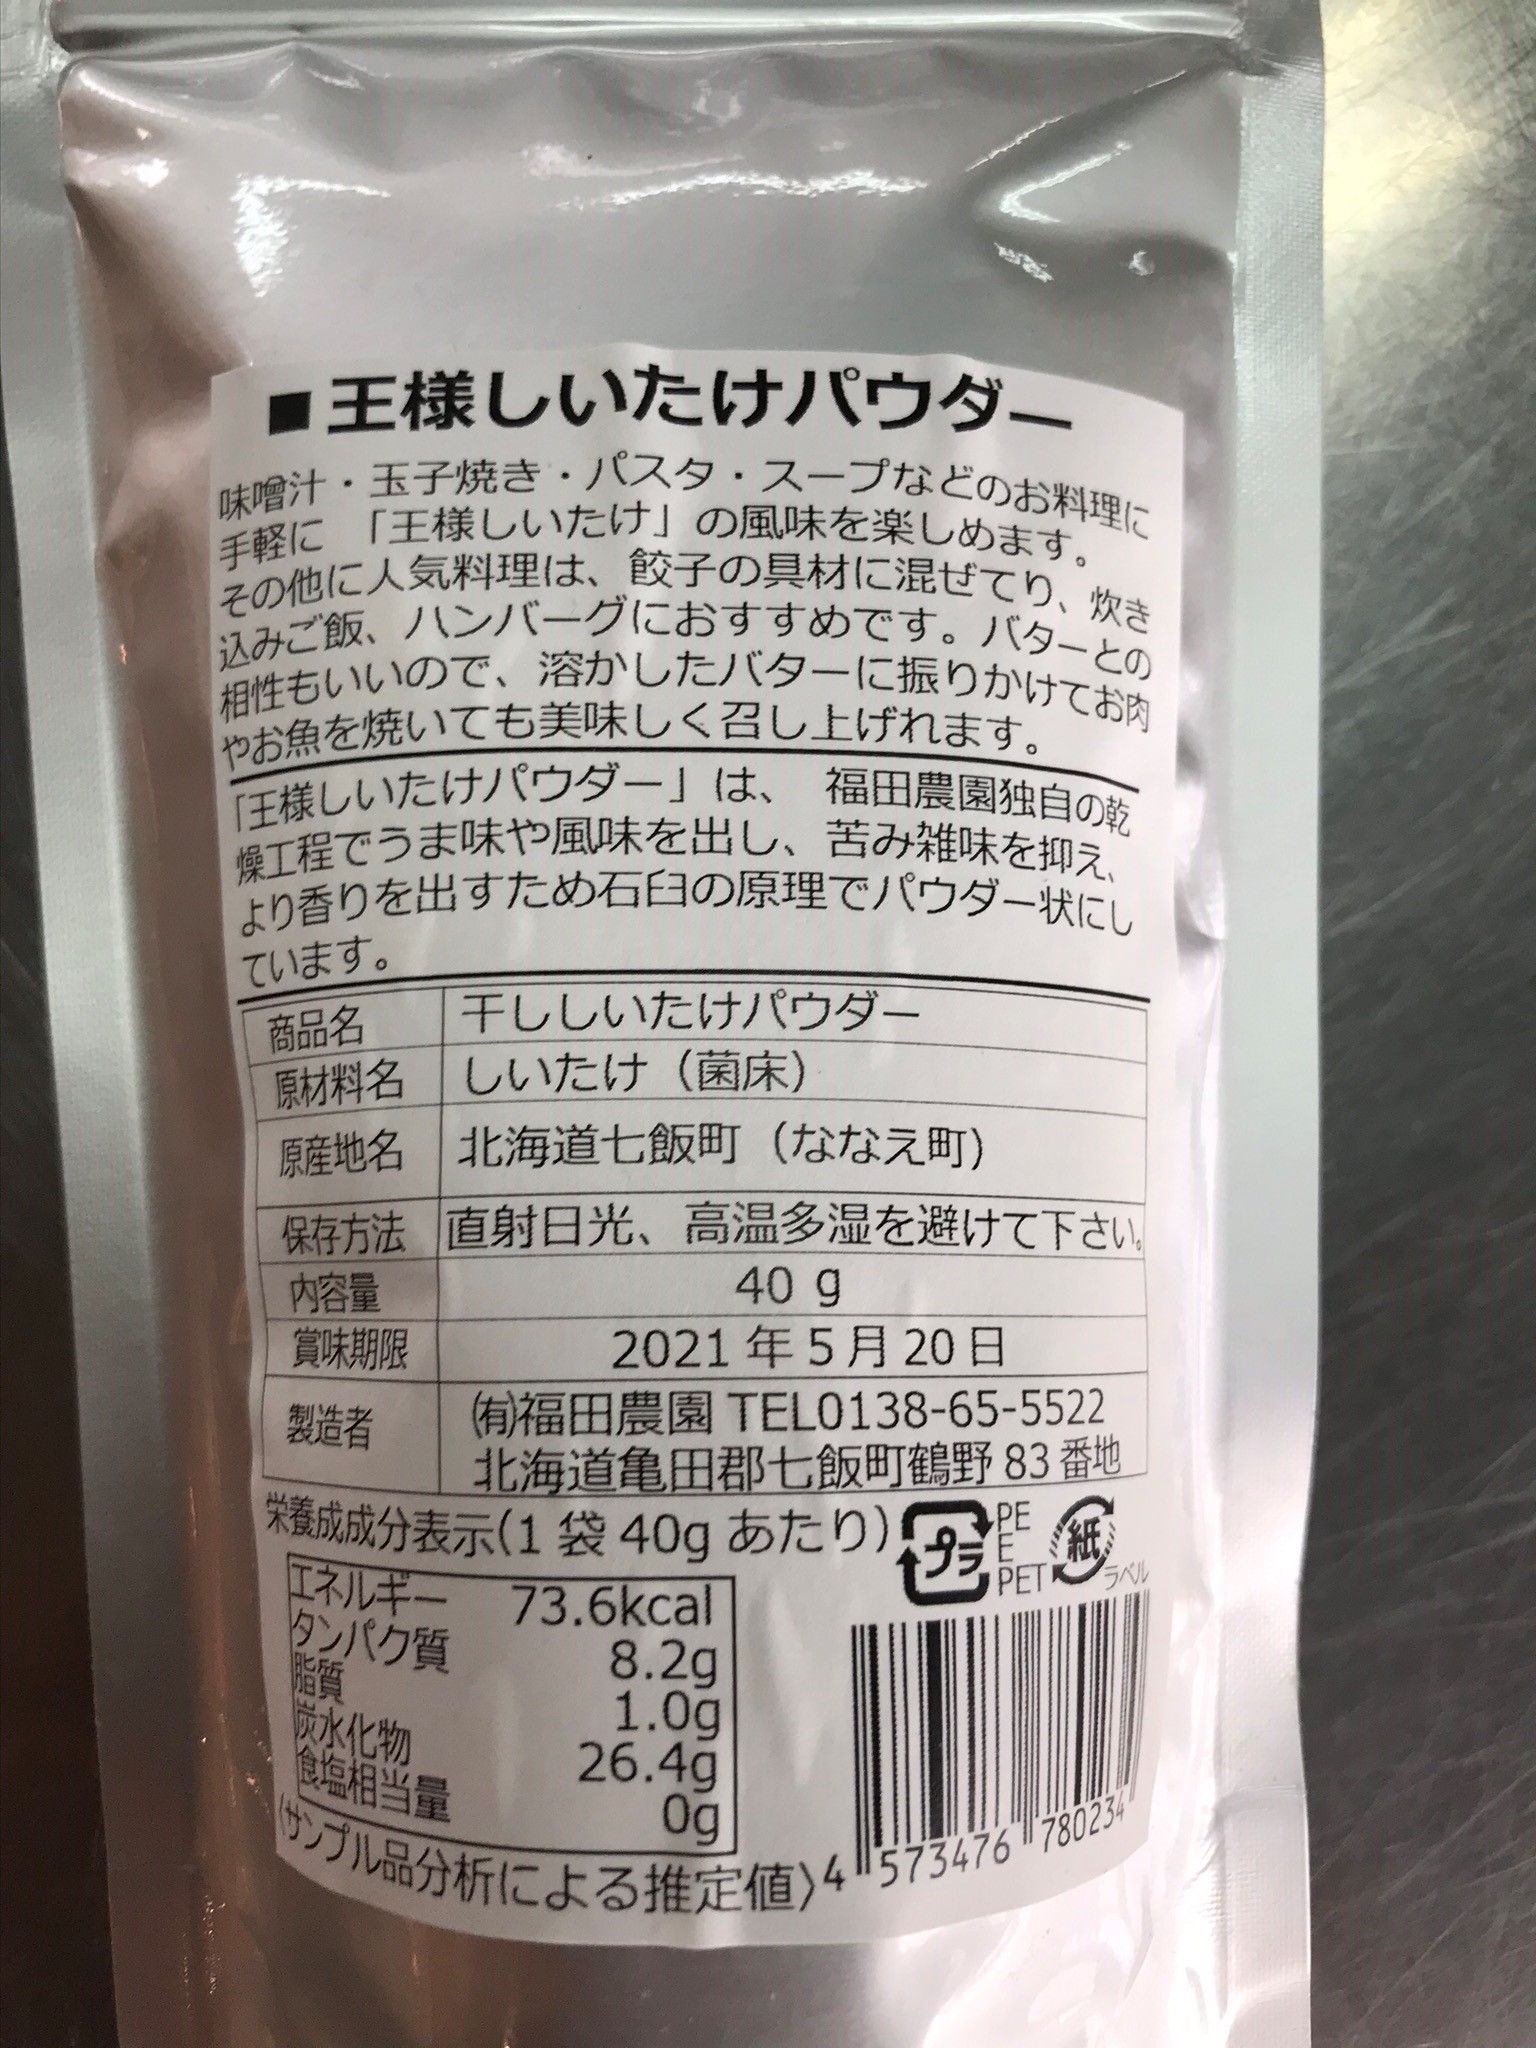 ■王様しいたけパウダー
味噌汁・玉子焼き・パスタ・スープなどのお料理に
手軽に「王様しいたけ」の風味を楽しめます。
その他に人気料理は、餃子の具材に混ぜてり、炊き
込みご飯、ハンバーグにおすすめです。バターとの
相性もいいので、溶かしたバターに振りかけてお肉
やお魚を焼いても美味しく召し上げれます。
「王様しいたけパウダー」は、福田農園独自の乾
燥工程でうま味や風味を出し、苦み雑味を抑え、
より香りを出すため石臼の原理でパウダー状にし
ています。
商品名 干ししいたけパウダー
原材料名 しいたけ（菌床）
原産地名 北海道七飯町（ななえ町）
保存方法 直射日光、高温多湿を避けて下さい。
内容量 40 g
賞味期限 2021 年 5 月 20 日
製造者 ㈲福田農園 TEL0138-65-5522
北海道亀田郡七飯町鶴野 83 番地
栄養成成分表示(1 袋 40g あたり)
プラ PE
E
PET
紙 ラベル
エネルギー 73.6kcal
タンパク質 8.2g
脂質 1.0g
炭水化物 26.4g
食塩相当量 0g
(サンプル品分析による推定値)
4 573476 780234